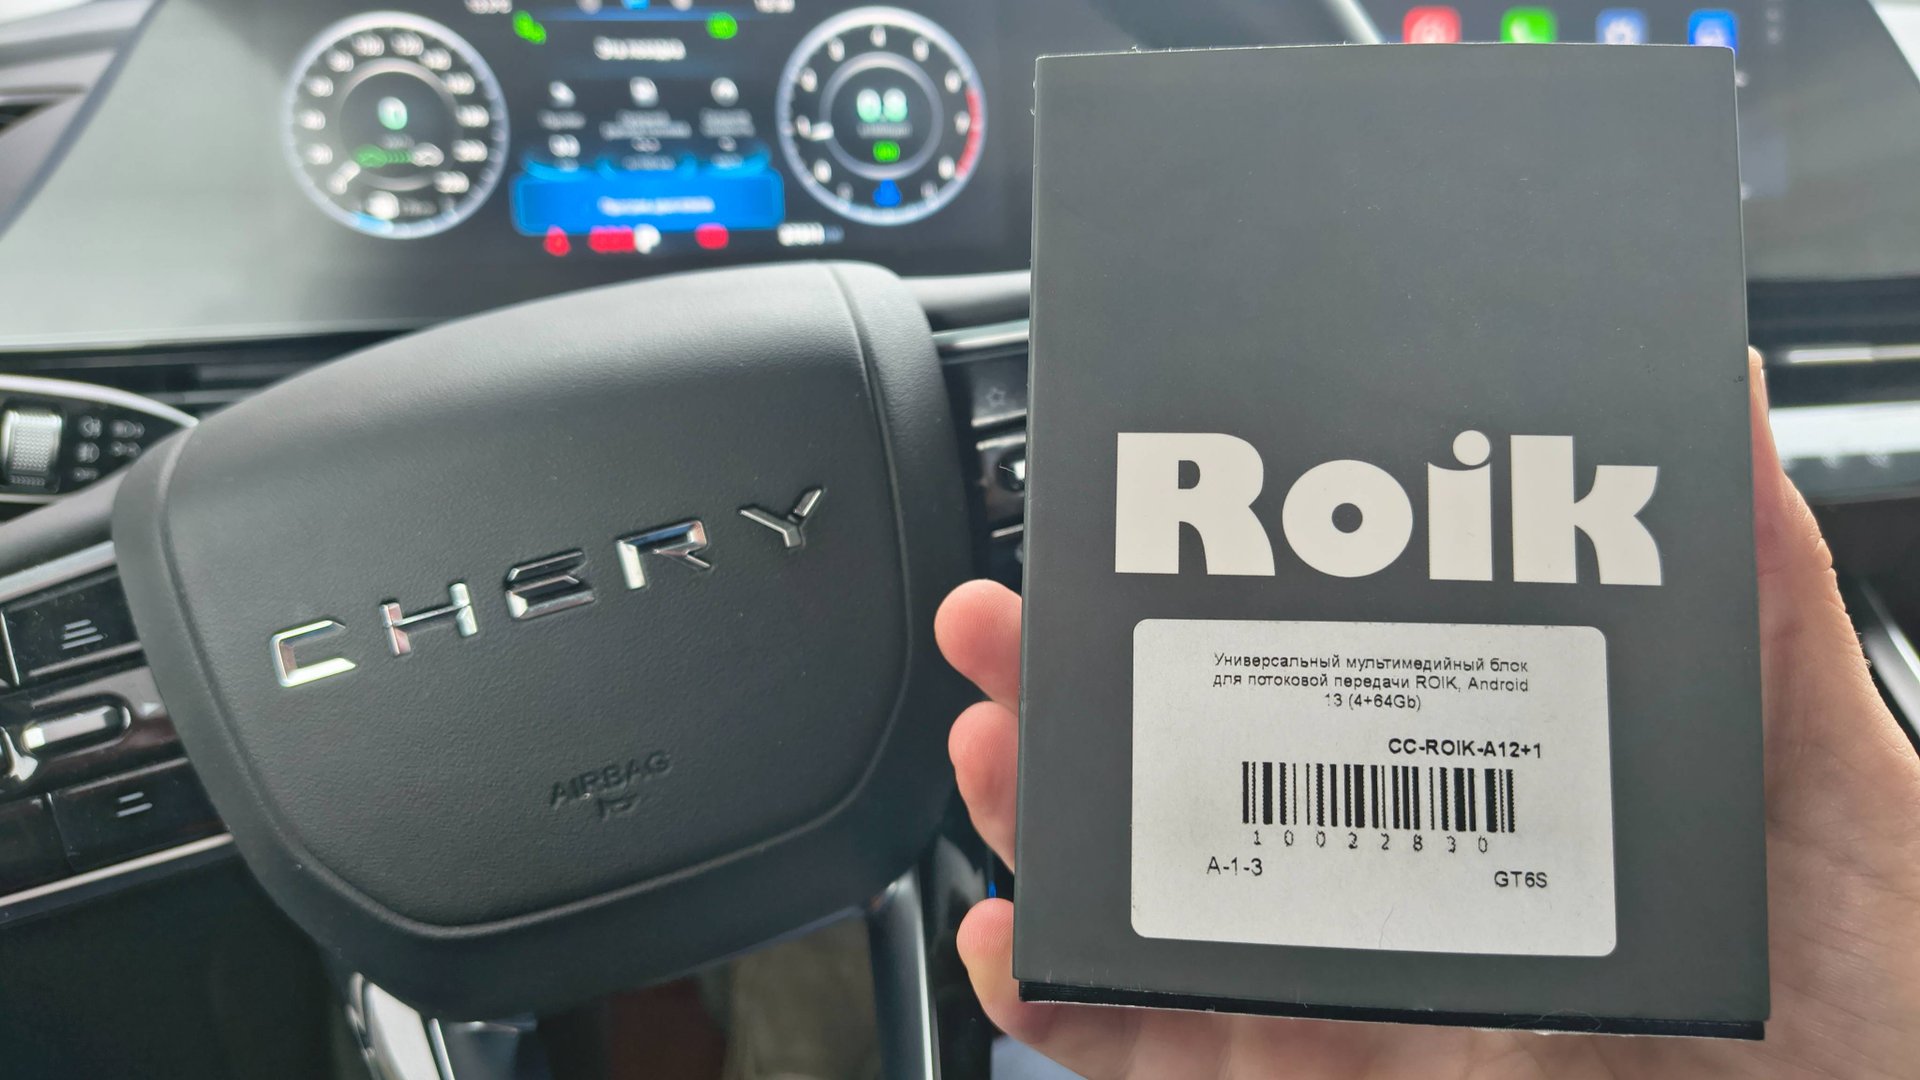 CHERY
AIRBAG
Roik
Универсальный мультимедийный блок
для потоковой передачи ROIK, Android
13 (4+64Gb)
CC-ROIK-A12+1
10022830
A-1-3
GT6S